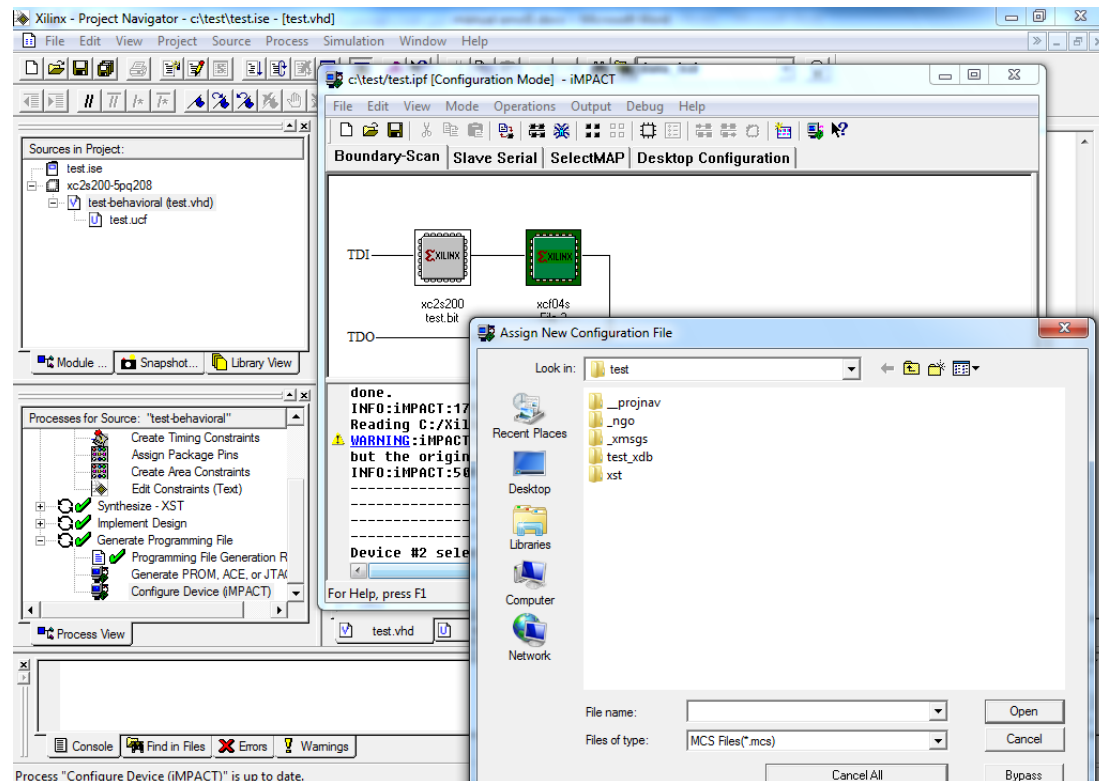 Xilinx - Project Navigator - c:\test\test.ise - [test.vhd]
File Edit View Project Source Process Simulation Window Help
c:\test/test.ipf [Configuration Mode] - iMPACT
File Edit View Mode Operations Output Debug Help
Boundary-Scan Slave Serial SelectMAP Desktop Configuration
Sources in Project:
test.ise
xc2s200-5pq208
test-behavioral (test.vhd)
test.ucf
Module ... Snapshot... Library View
TDI
XILINX XILINX
xc2s200 xcf04s
test.bit
TDO
Processes for Source: "test-behavioral"
Create Timing Constraints
Assign Package Pins
Create Area Constraints
Edit Constraints (Text)
Synthesize - XST
Implement Design
Generate Programming File
Programming File Generation R
Generate PROM, ACE, or JTA
Configure Device (iMPACT)
Process View
done.
INFO:iMPACT:17
Reading C:/Xil
WARNING:iMPACT
but the origin
INFO:iMPACT:50
----------
----------
----------
Device #2 sele
For Help, press F1
test.vhd
Assign New Configuration File
Look in: test
Recent Places
Desktop
Libraries
Computer
Network
__projnav
_ngo
_xmsgs
test_xdb
xst
File name:
Open
Files of type: MCS Files(*.mcs)
Cancel
Cancel All
Bypass
Console Find in Files Errors Warnings
Process "Configure Device (iMPACT)" is up to date.